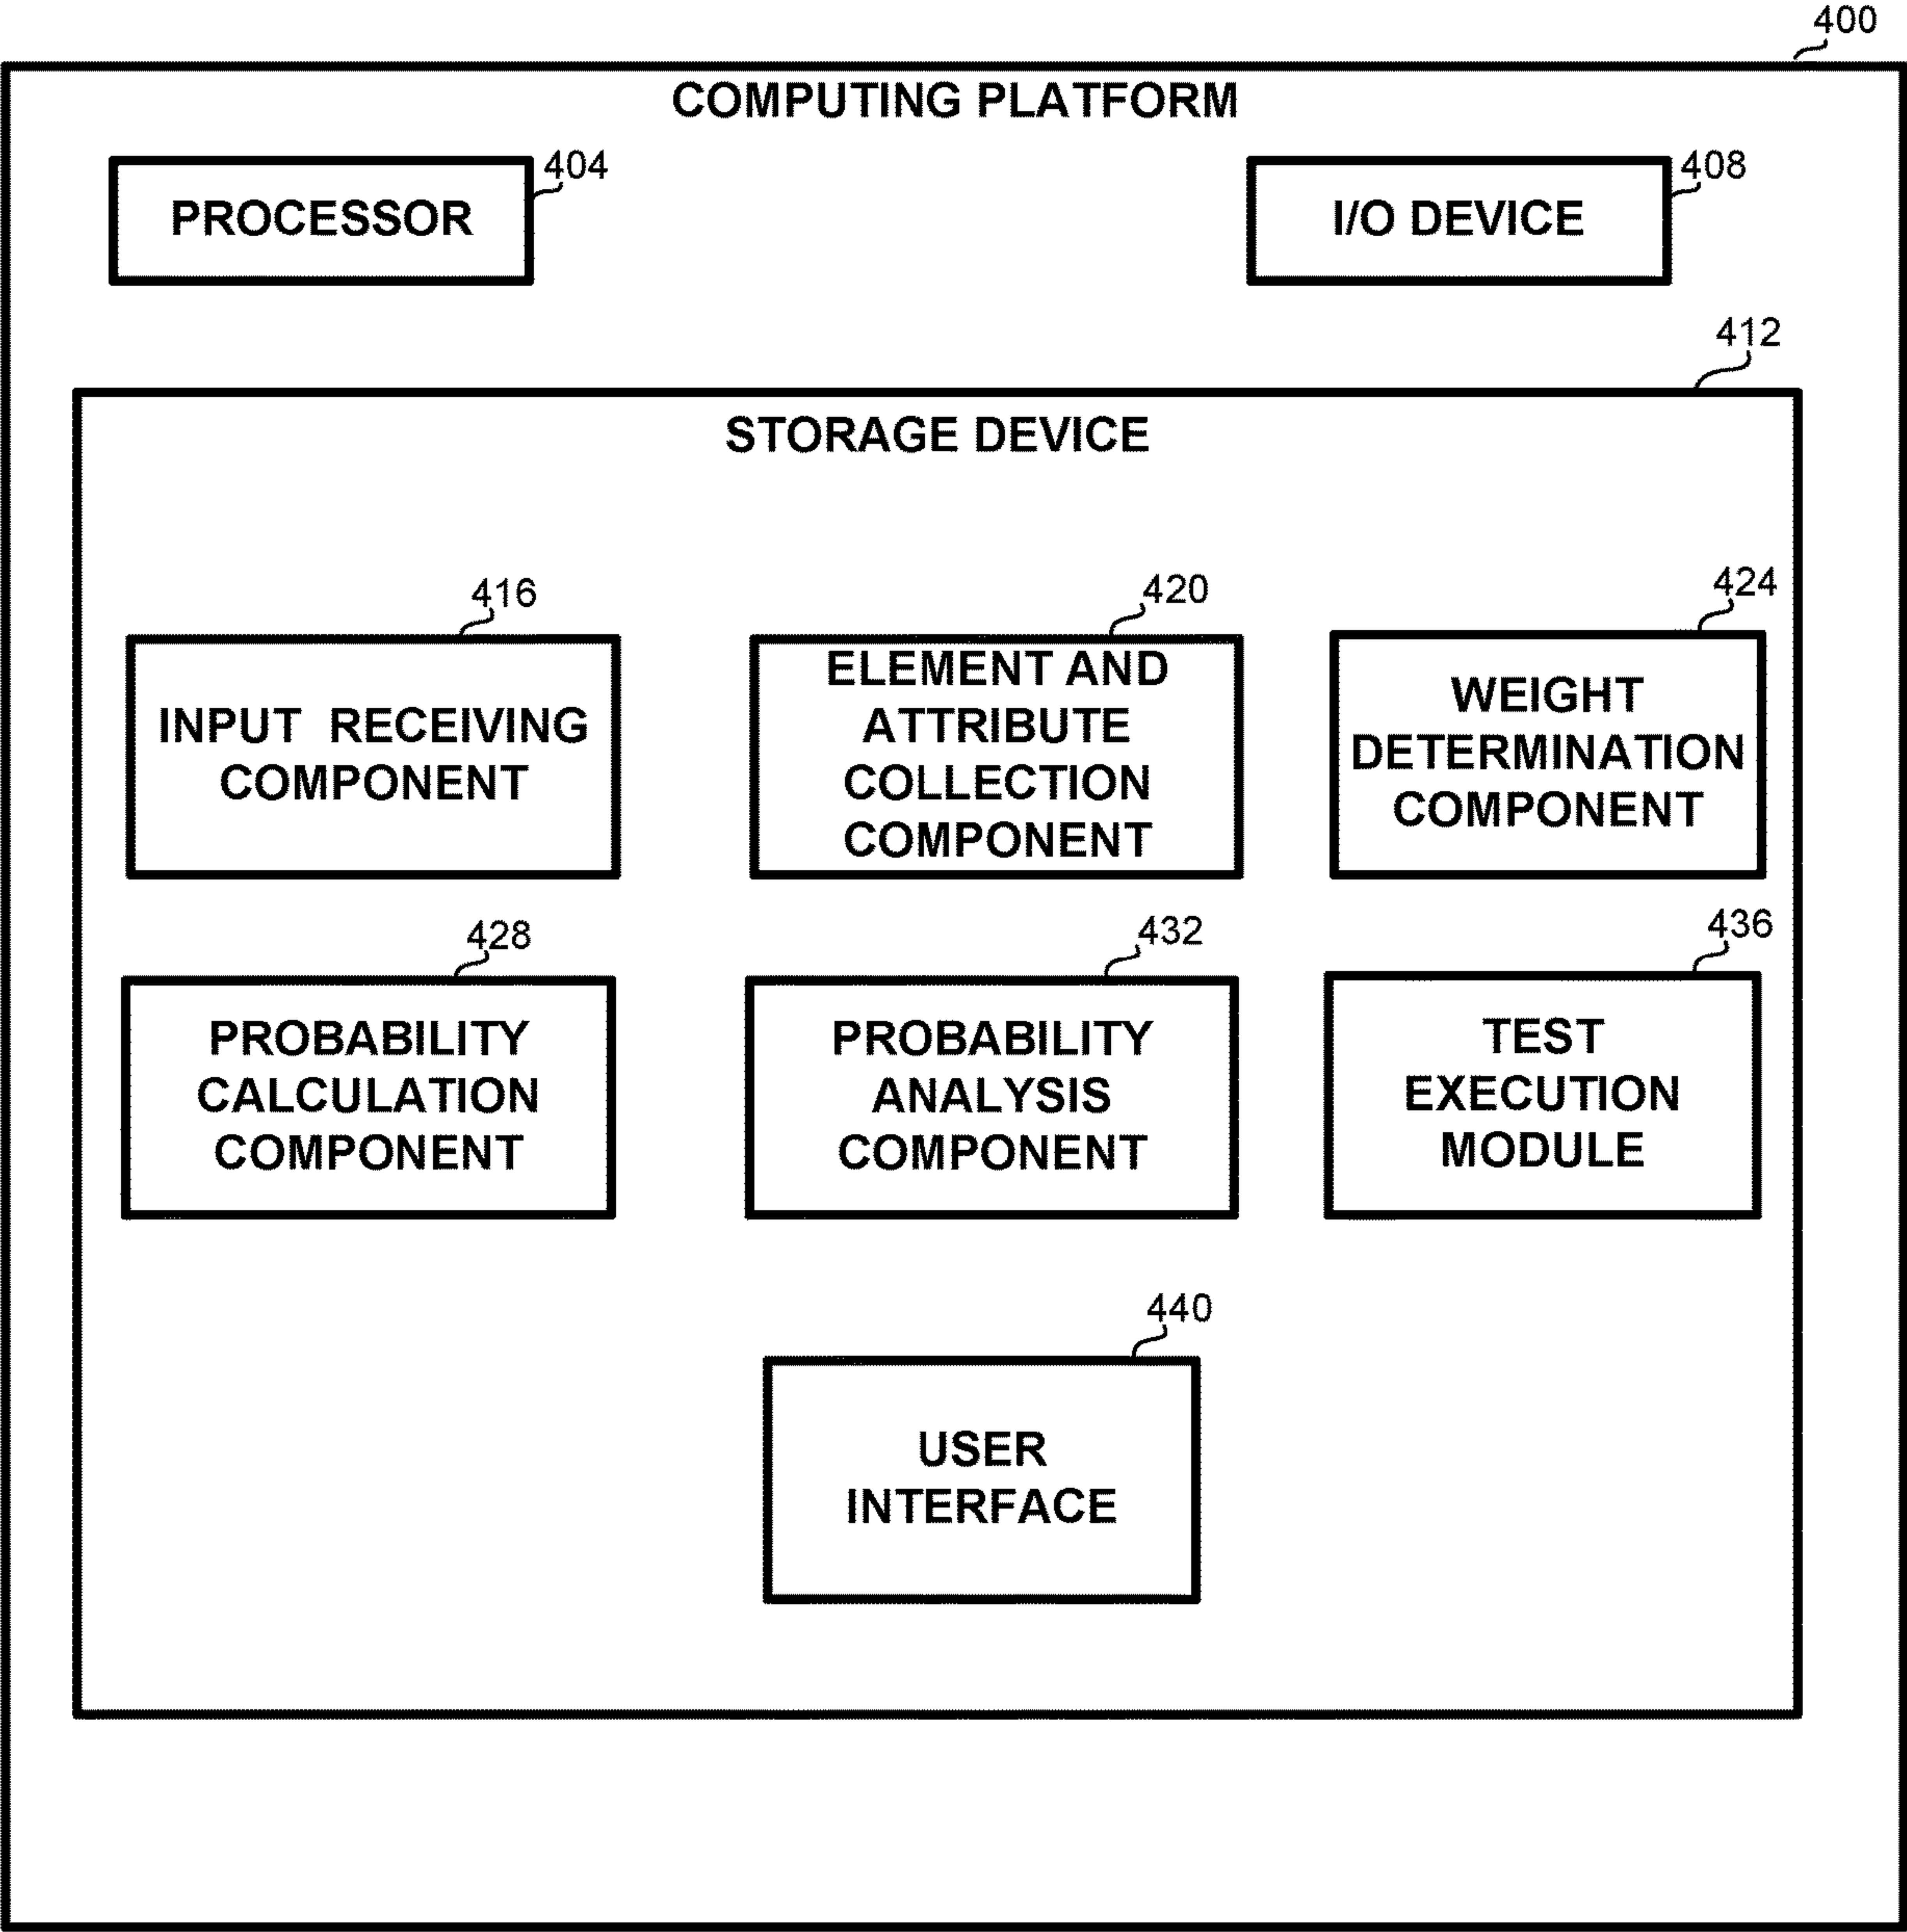 400
COMPUTING PLATFORM
404
PROCESSOR
408
I/O DEVICE
412
STORAGE DEVICE
416
INPUT RECEIVING
COMPONENT
420
ELEMENT AND
ATTRIBUTE
COLLECTION
COMPONENT
424
WEIGHT
DETERMINATION
COMPONENT
428
PROBABILITY
CALCULATION
COMPONENT
432
PROBABILITY
ANALYSIS
COMPONENT
436
TEST
EXECUTION
MODULE
440
USER
INTERFACE